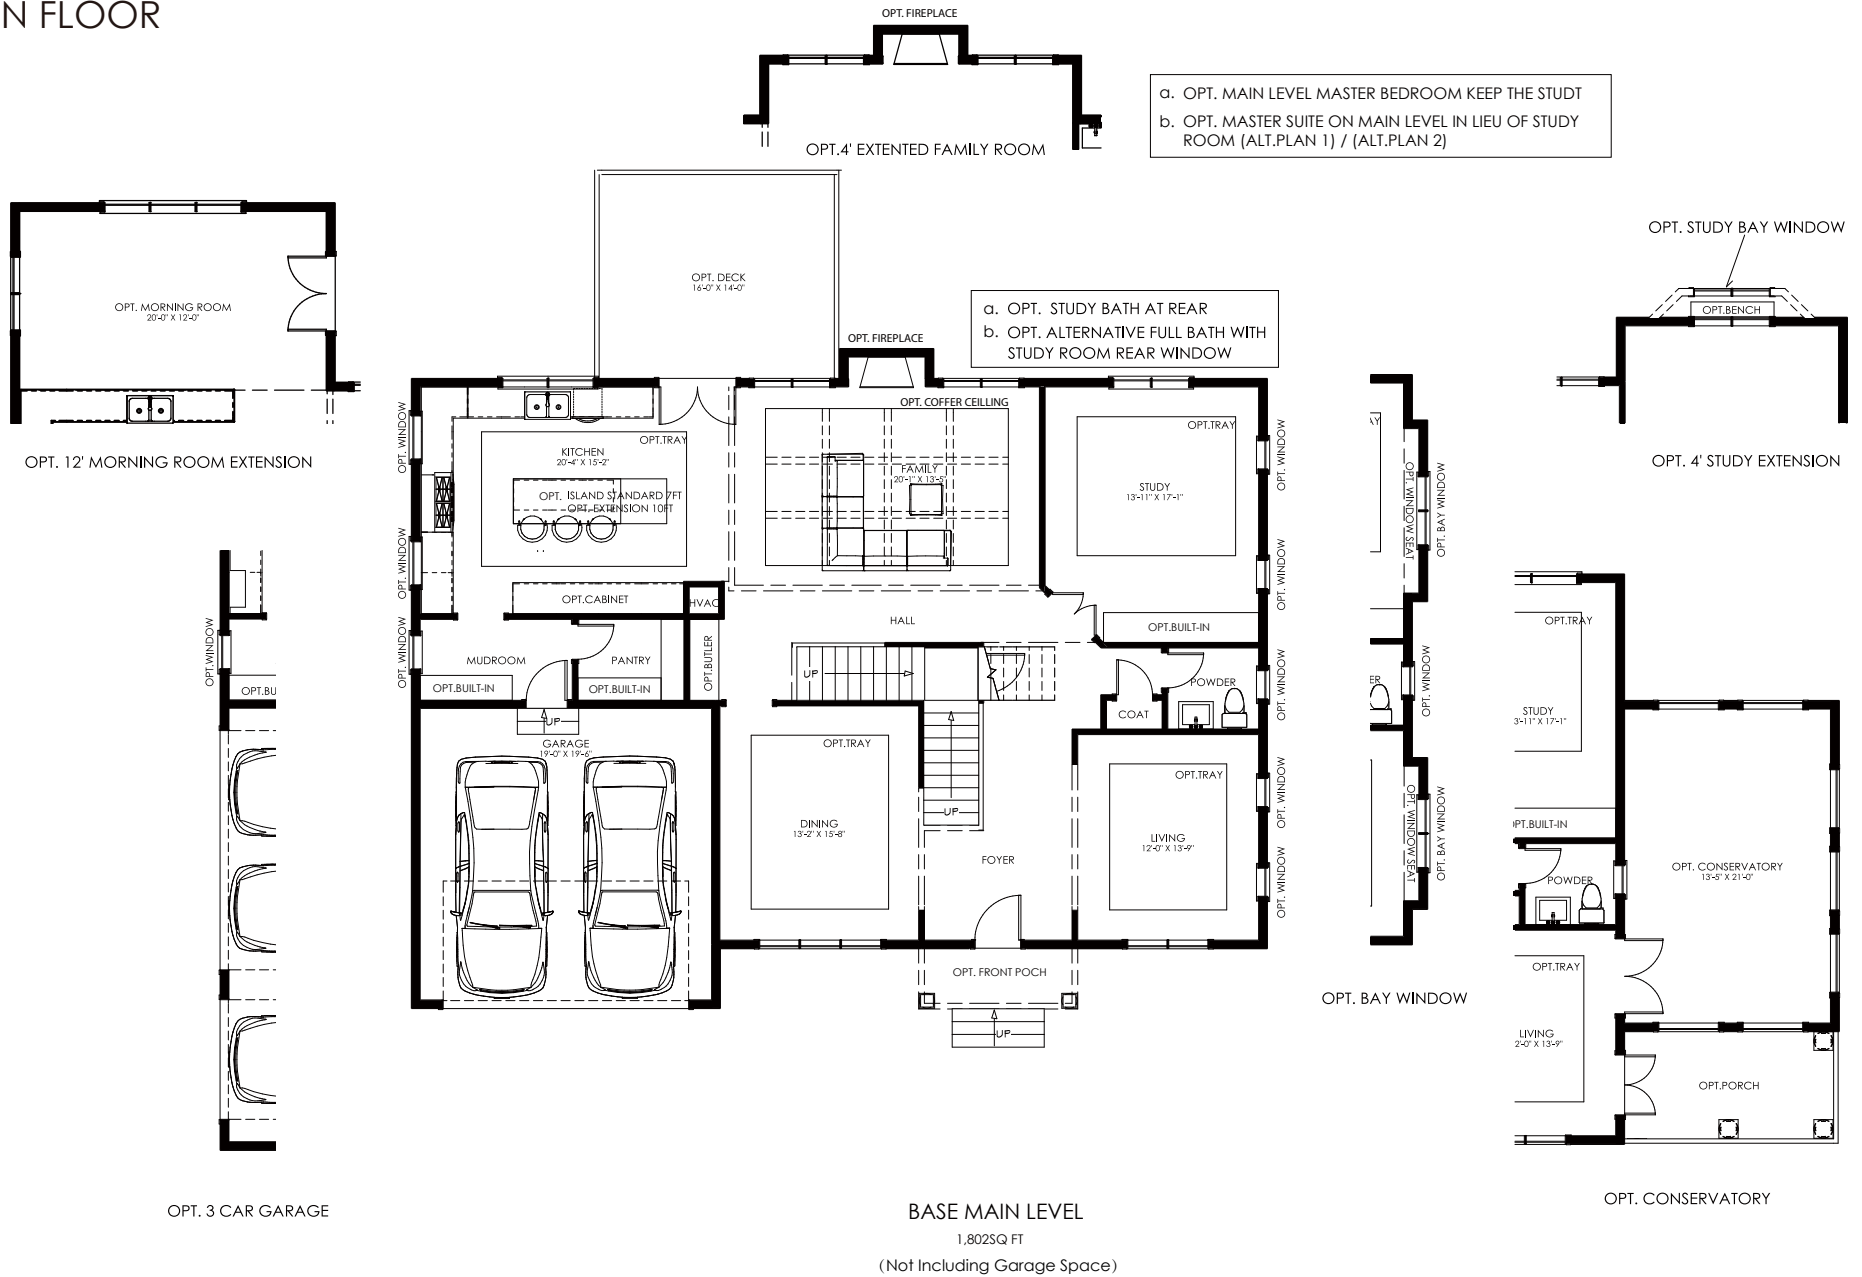 N FLOOR
OPT. FIREPLACE
OPT.4' EXTENTED FAMILY ROOM
a. OPT. MAIN LEVEL MASTER BEDROOM KEEP THE STUDT
b. OPT. MASTER SUITE ON MAIN LEVEL IN LIEU OF STUDY
ROOM (ALT.PLAN 1) / (ALT.PLAN 2)
OPT. MORNING ROOM
20'-0" X 12'-0"
OPT. 12' MORNING ROOM EXTENSION
OPT. DECK
16'-0" X 14'-0"
a. OPT. STUDY BATH AT REAR
b. OPT. ALTERNATIVE FULL BATH WITH
STUDY ROOM REAR WINDOW
OPT. STUDY BAY WINDOW
OPT.BENCH
OPT. 4' STUDY EXTENSION
OPT. FIREPLACE
OPT. COFFER CEILLING
OPT. WINDOW
OPT. WINDOW
OPT. WINDOW
OPT.TRAY
KITCHEN
20'-4" X 15'-2"
OPT. ISLAND STANDARD 7FT
OPT. EXTENSION 10FT
OPT.CABINET
HVAC
FAMILY
20'-1" X 13'-5"
OPT.TRAY
STUDY
13'-11" X 17'-1"
OPT.BUILT-IN
HALL
OPT. WINDOW
OPT. WINDOW
OPT. WINDOW
OPT. WINDOW
OPT. WINDOW
MUDROOM
OPT.BUILT-IN
PANTRY
OPT.BUILT-IN
OPT.BUTLER
UP
COAT
POWDER
UP
GARAGE
19'-0" X 19'-6"
OPT.TRAY
DINING
13'-2" X 15'-8"
UP
FOYER
OPT.TRAY
LIVING
12'-0" X 13'-9"
OPT. FRONT POCH
UP
OPT.WINDOW
OPT.BU
OPT. 3 CAR GARAGE
AY
OPT. WINDOW SEAT
OPT. BAY WINDOW
ER
OPT. WINDOW
OPT. WINDOW SEAT
OPT. BAY WINDOW
OPT. BAY WINDOW
OPT.TRAY
STUDY
3'-11" X 17'-1"
PT.BUILT-IN
POWDER
OPT. CONSERVATORY
13'-5" X 21'-0"
OPT.TRAY
LIVING
2'-0" X 13'-9"
OPT.PORCH
OPT. CONSERVATORY
BASE MAIN LEVEL
1,802SQ FT
(Not Including Garage Space)